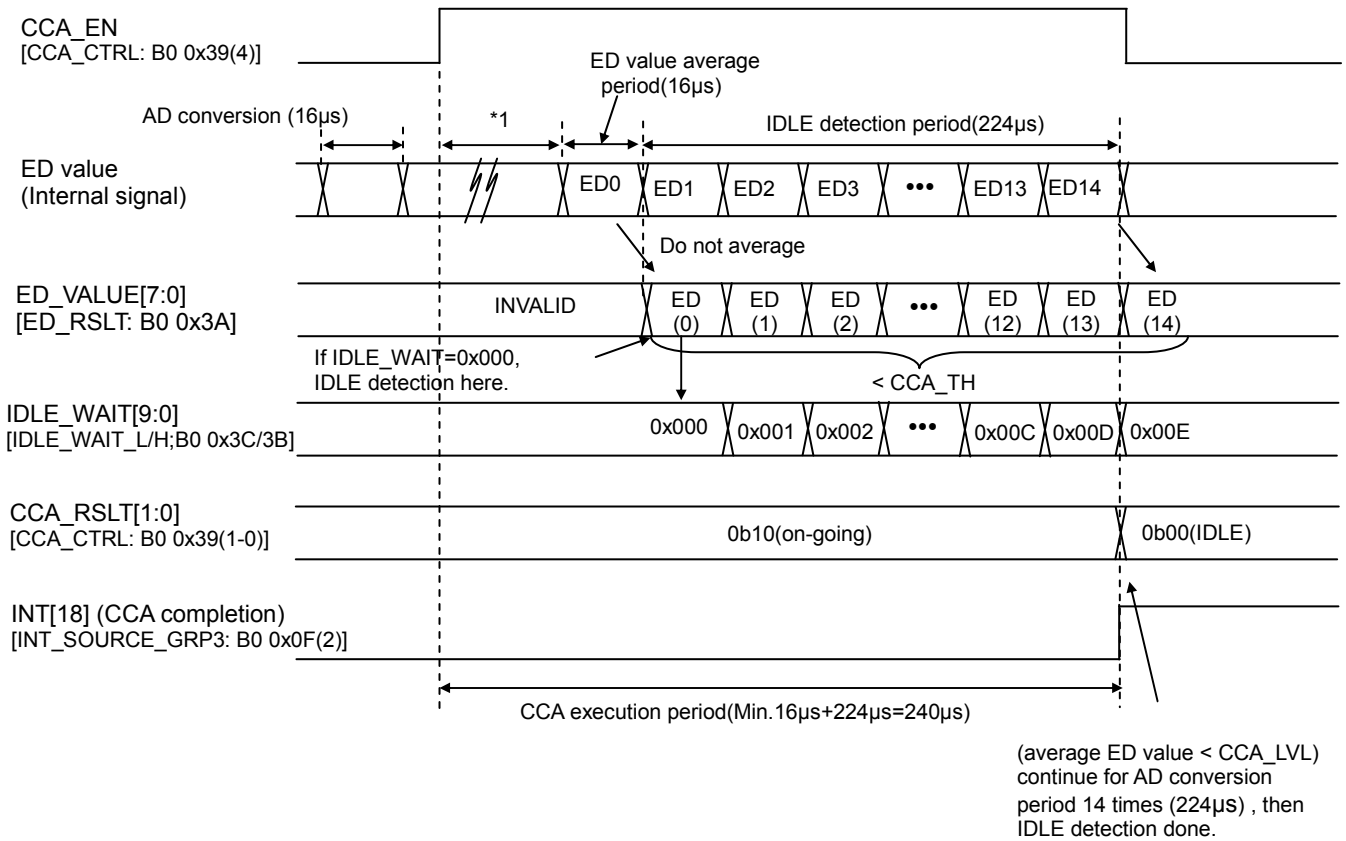 CCA_EN
[CCA_CTRL: B0 0x39(4)]
ED value average
period(16µs)
AD conversion (16µs)
*1
IDLE detection period(224µs)
ED value
(Internal signal)
ED0 ED1 ED2 ED3 ••• ED13 ED14
Do not average
ED_VALUE[7:0]
[ED_RSLT: B0 0x3A]
INVALID
ED ED ED ••• ED ED ED
(0) (1) (2) (12) (13) (14)
If IDLE_WAIT=0x000,
IDLE detection here.
< CCA_TH
IDLE_WAIT[9:0]
[IDLE_WAIT_L/H;B0 0x3C/3B]
0x000 0x001 0x002 ••• 0x00C 0x00D 0x00E
CCA_RSLT[1:0]
[CCA_CTRL: B0 0x39(1-0)]
0b10(on-going) 0b00(IDLE)
INT[18] (CCA completion)
[INT_SOURCE_GRP3: B0 0x0F(2)]
CCA execution period(Min.16µs+224µs=240µs)
(average ED value < CCA_LVL)
continue for AD conversion
period 14 times (224µs) , then
IDLE detection done.